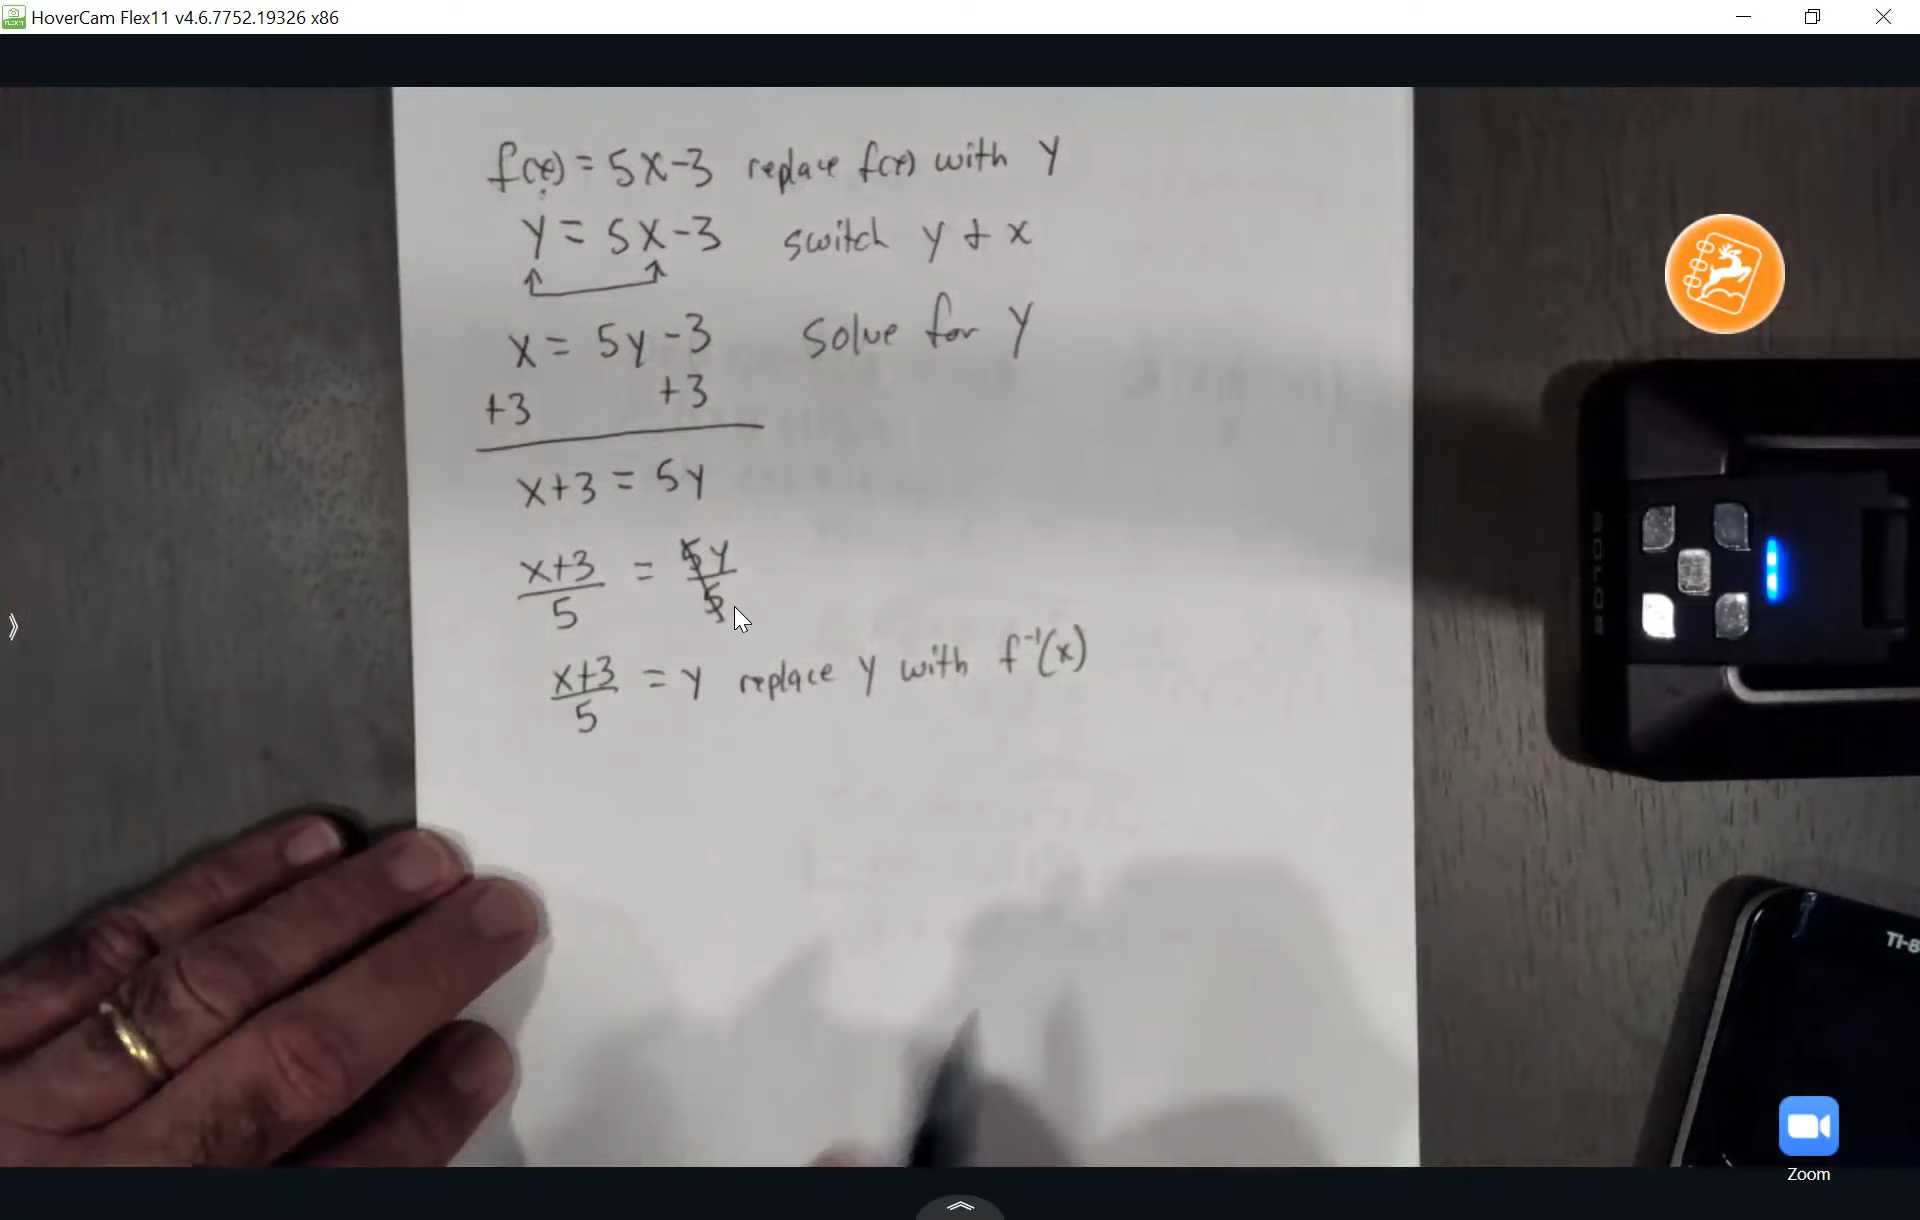 HoverCam Flex11 v4.6.7752.19326 x86
f(x) = 5x-3 replace f(x) with y
y = 5x-3 switch y + x
x = 5y-3 solve for y
+3 +3
x+3 = 5y
x+3 = 5y
5 5
x+3 = y replace y with f⁻¹(x)
5
SOLO8
TI-8
Zoom